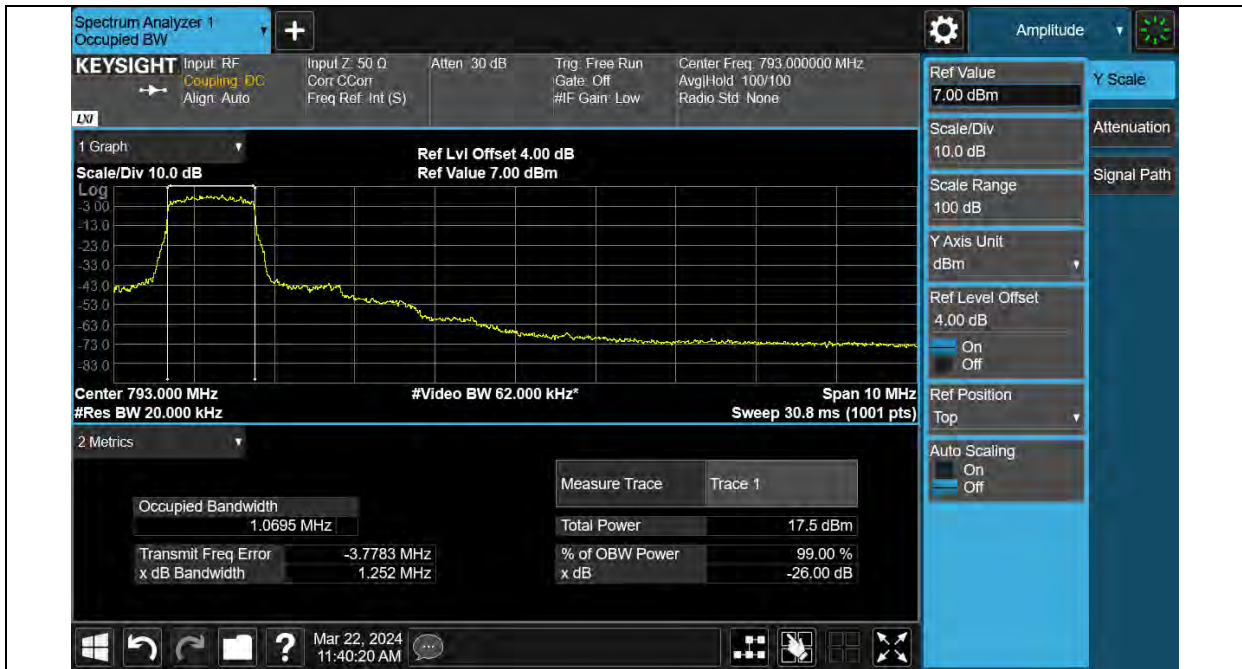 Spectrum Analyzer 1
Occupied BW
+
Amplitude
KEYSIGHT
Input: RF
Coupling: DC
Align: Auto
Input Z: 50 Ω
Corr CCorr
Freq Ref: Int (S)
Atten: 30 dB
Trig: Free Run
Gate: Off
#IF Gain: Low
Center Freq: 793.000000 MHz
Avg|Hold: 100/100
Radio Std: None
LXI
1 Graph
Scale/Div 10.0 dB
Ref Lvl Offset 4.00 dB
Ref Value 7.00 dBm
Log
-3.00
-13.0
-23.0
-33.0
-43.0
-53.0
-63.0
-73.0
-83.0
Center 793.000 MHz
#Video BW 62.000 kHz*
Span 10 MHz
#Res BW 20.000 kHz
Sweep 30.8 ms (1001 pts)
2 Metrics
Measure Trace
Trace 1
Occupied Bandwidth
1.0695 MHz
Total Power
17.5 dBm
Transmit Freq Error
-3.7783 MHz
% of OBW Power
99.00 %
x dB Bandwidth
1.252 MHz
x dB
-26.00 dB
?
Mar 22, 2024
11:40:20 AM
Ref Value
7.00 dBm
Scale/Div
10.0 dB
Scale Range
100 dB
Y Axis Unit
dBm
Ref Level Offset
4.00 dB
On
Off
Ref Position
Top
Auto Scaling
On
Off
Y Scale
Attenuation
Signal Path